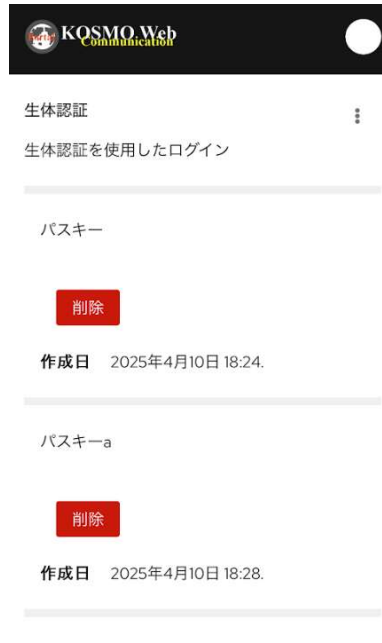 Portal
KOSMO Web
Communication
生体認証
生体認証を使用したログイン
パスキー
削除
作成日 2025年4月10日 18:24.
パスキーa
削除
作成日 2025年4月10日 18:28.